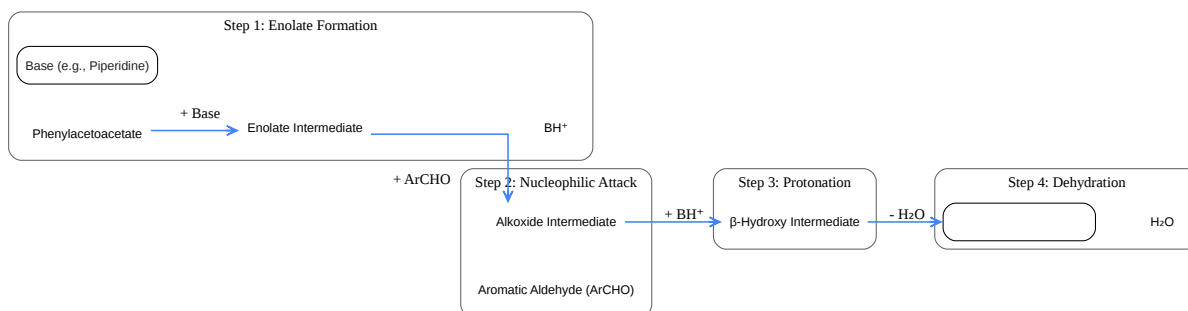 Step 1: Enolate Formation
Base (e.g., Piperidine)
+ Base
Phenylacetoacetate
Enolate Intermediate
BH⁺
+ ArCHO
Step 2: Nucleophilic Attack
Alkoxide Intermediate
Aromatic Aldehyde (ArCHO)
+ BH⁺
Step 3: Protonation
β-Hydroxy Intermediate
- H₂O
Step 4: Dehydration
H₂O